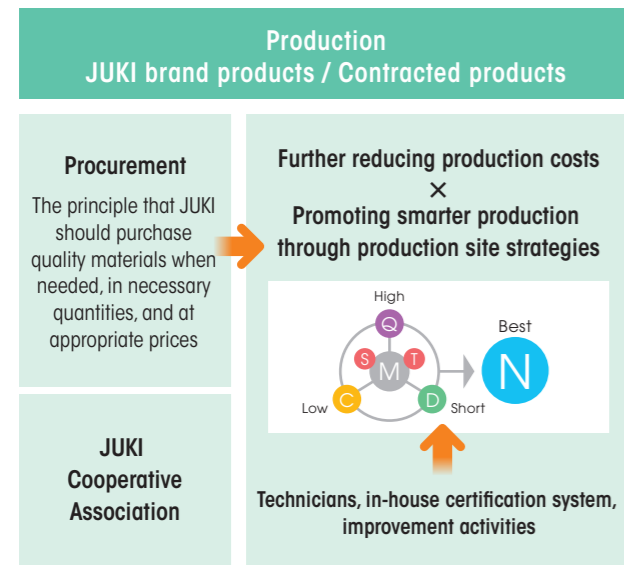 Production
JUKI brand products / Contracted products
Procurement
The principle that JUKI
should purchase
quality materials when
needed, in necessary
quantities, and at
appropriate prices
JUKI
Cooperative
Association
Further reducing production costs
×
Promoting smarter production
through production site strategies
High
Q
S
M
T
C
D
Low
Short
Best
N
Technicians, in-house certification system,
improvement activities